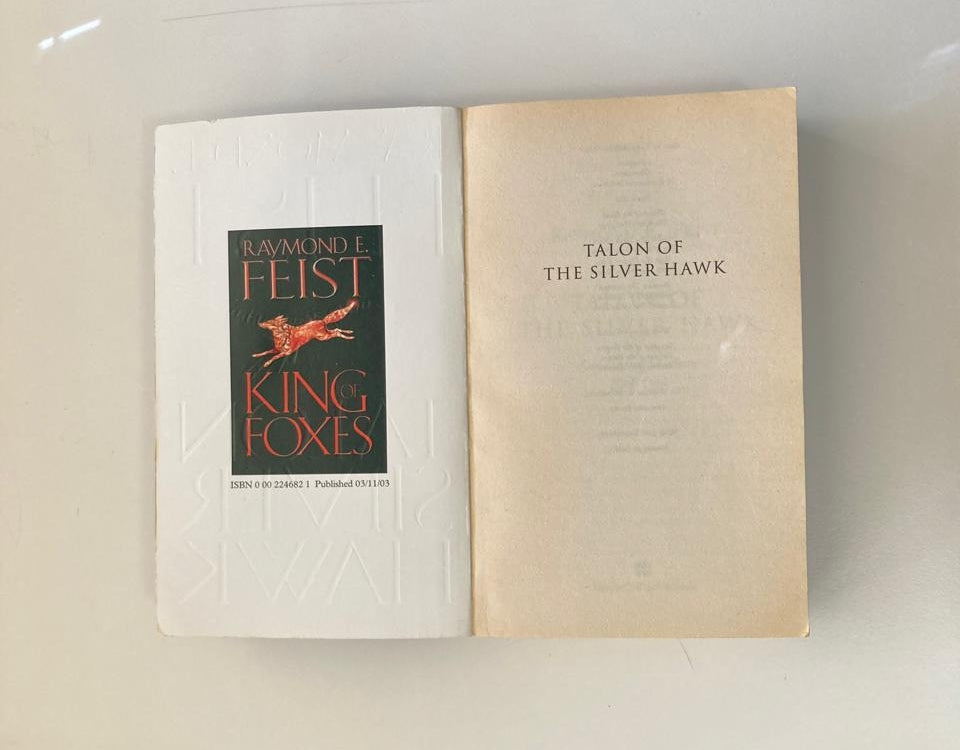 RAYMOND E.
FEIST
KING OF
FOXES
ISBN 0 00 224682 1 Published 03/11/03
TALON OF
THE SILVER HAWK